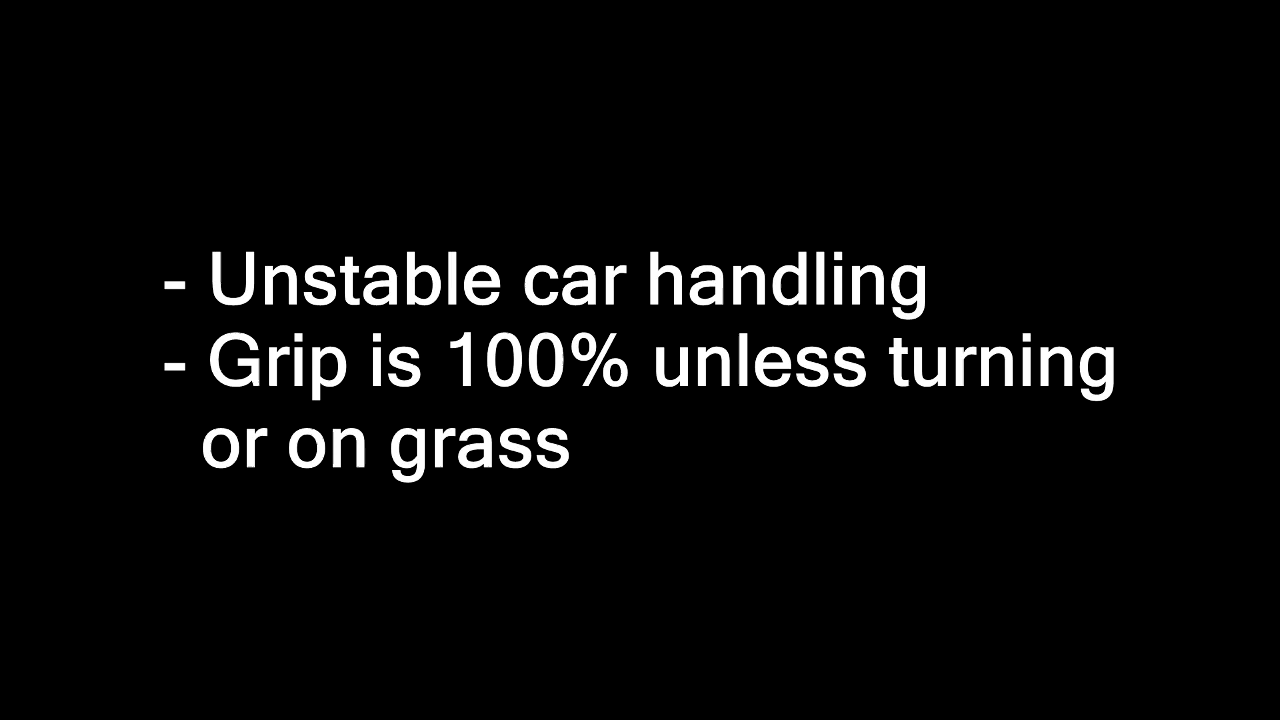 - Unstable car handling
- Grip is 100% unless turning
or on grass